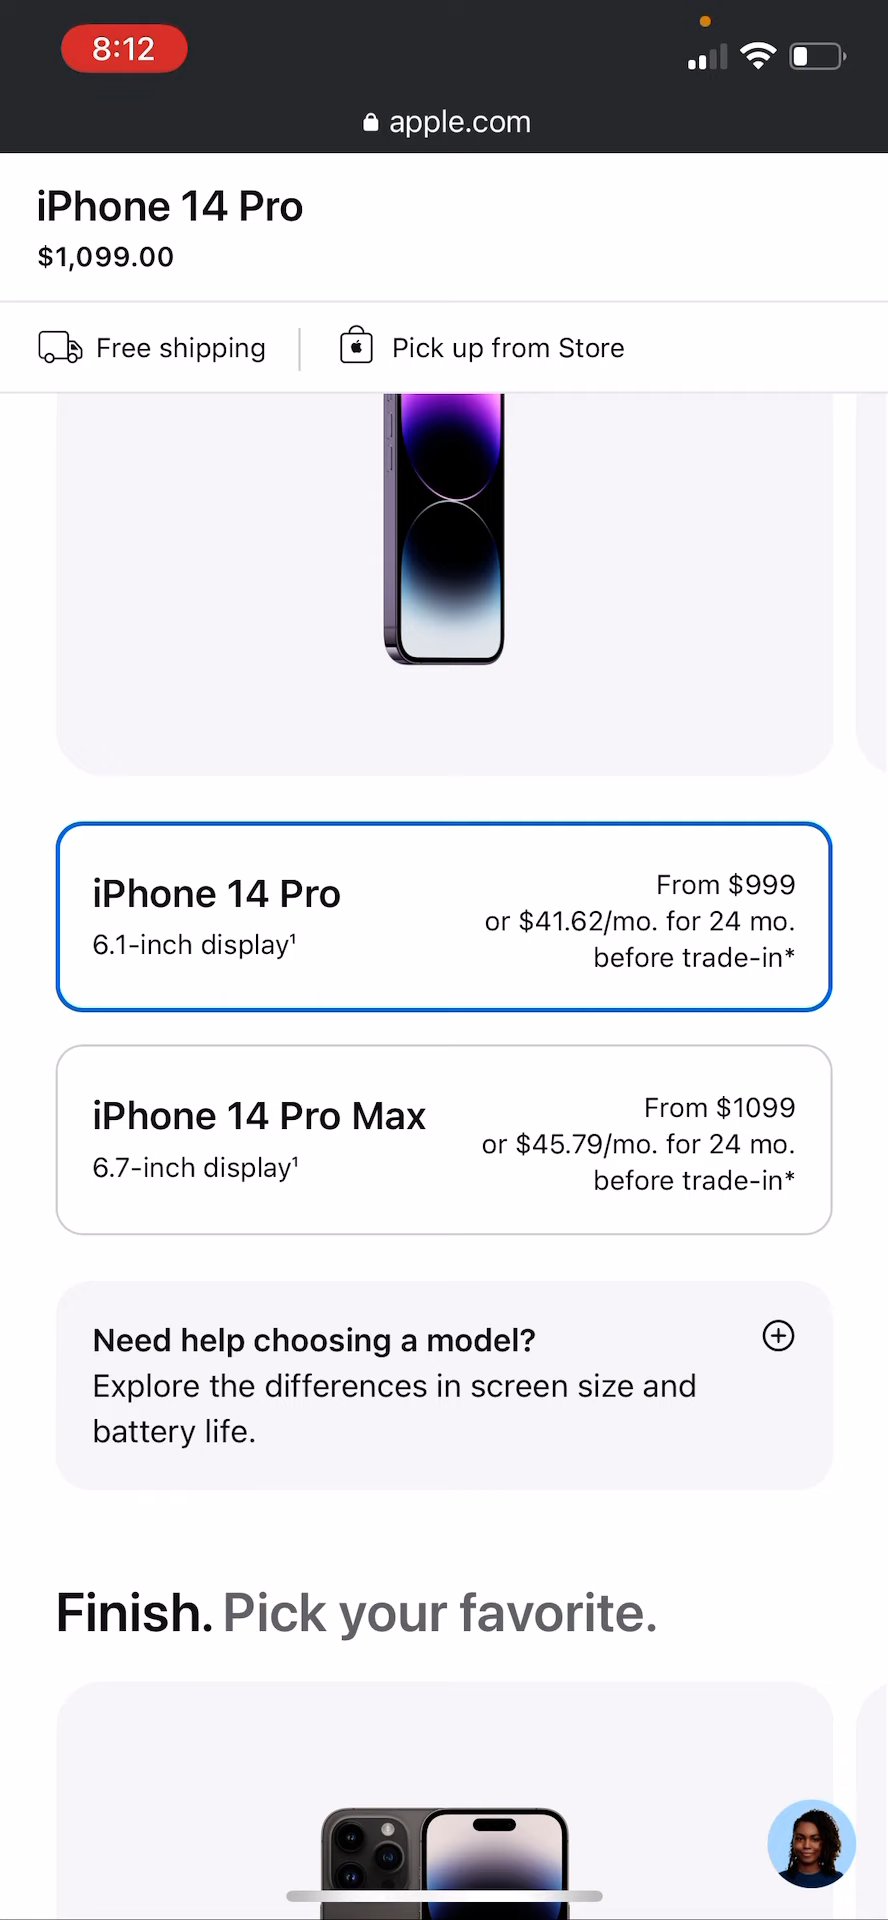 8:12
apple.com
iPhone 14 Pro
$1,099.00
Free shipping
Pick up from Store
iPhone 14 Pro
6.1-inch display¹
From $999
or $41.62/mo. for 24 mo.
before trade-in*
iPhone 14 Pro Max
6.7-inch display¹
From $1099
or $45.79/mo. for 24 mo.
before trade-in*
Need help choosing a model?
Explore the differences in screen size and
battery life.
Finish. Pick your favorite.